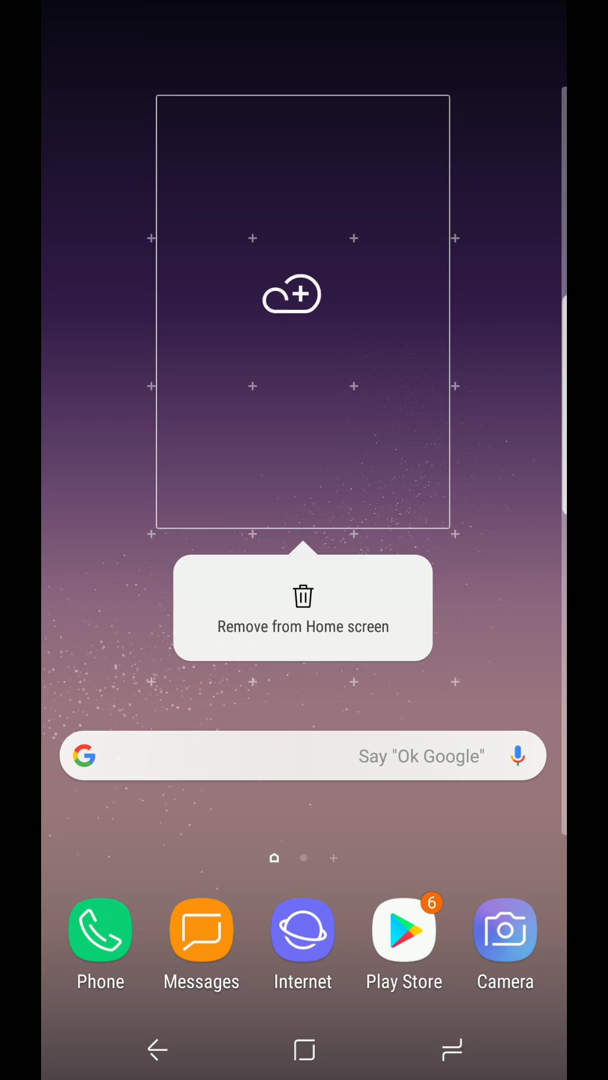 Remove from Home screen
Say "Ok Google"
6
Phone
Messages
Internet
Play Store
Camera